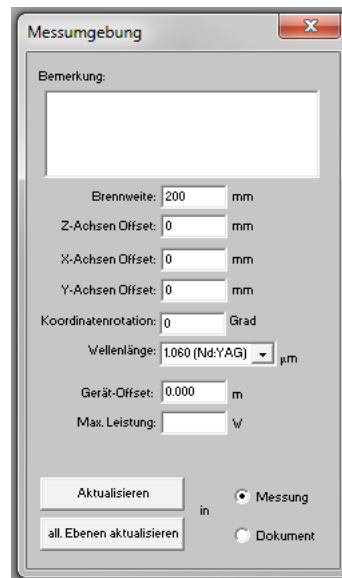 Messumgebung
Bemerkung:
Brennweite: 200 mm
Z-Achsen Offset: 0 mm
X-Achsen Offset: 0 mm
Y-Achsen Offset: 0 mm
Koordinatenrotation: 0 Grad
Wellenlänge: 1.060 (Nd:YAG) µm
Gerät-Offset: 0.000 m
Max. Leistung: W
Aktualisieren
in
Messung
all. Ebenen aktualisieren
Dokument